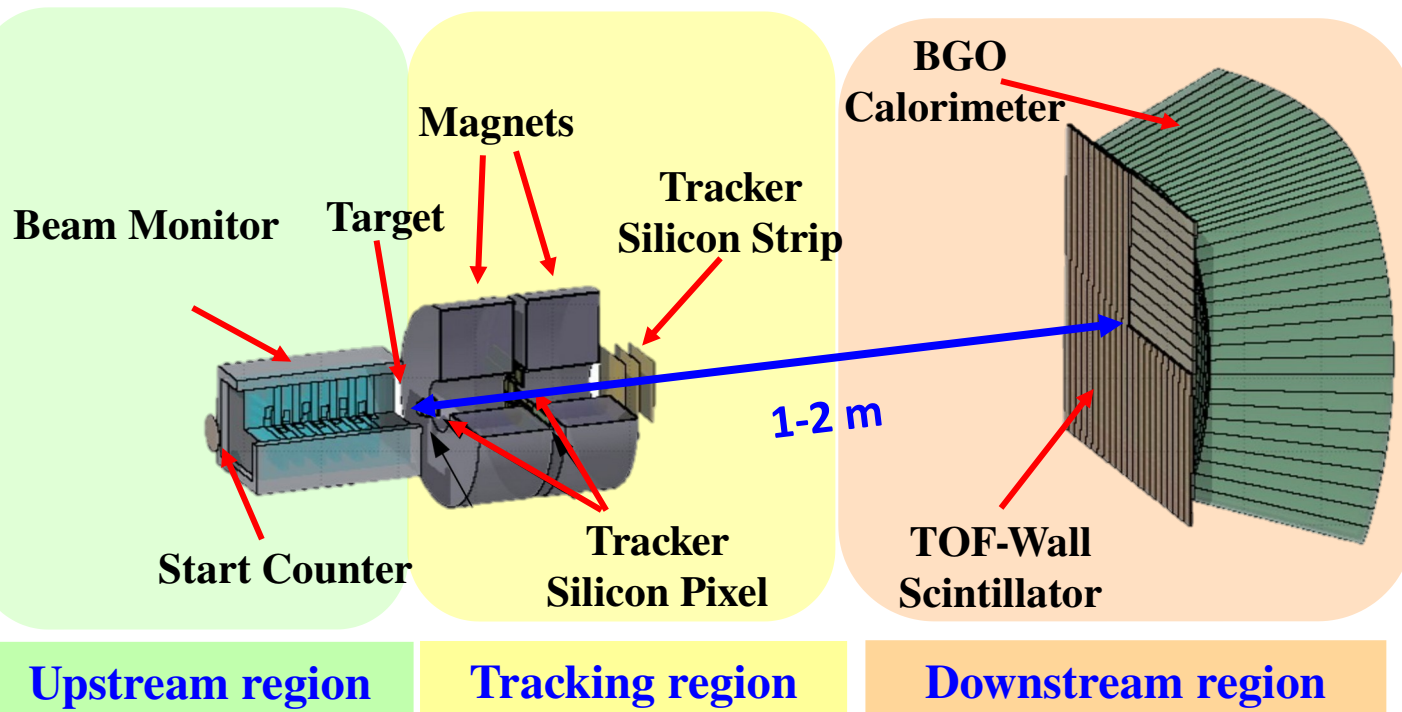 BGO
Calorimeter
Magnets
Tracker
Silicon Strip
Beam Monitor
Target
1-2 m
Start Counter
Tracker
Silicon Pixel
TOF-Wall
Scintillator
Upstream region
Tracking region
Downstream region